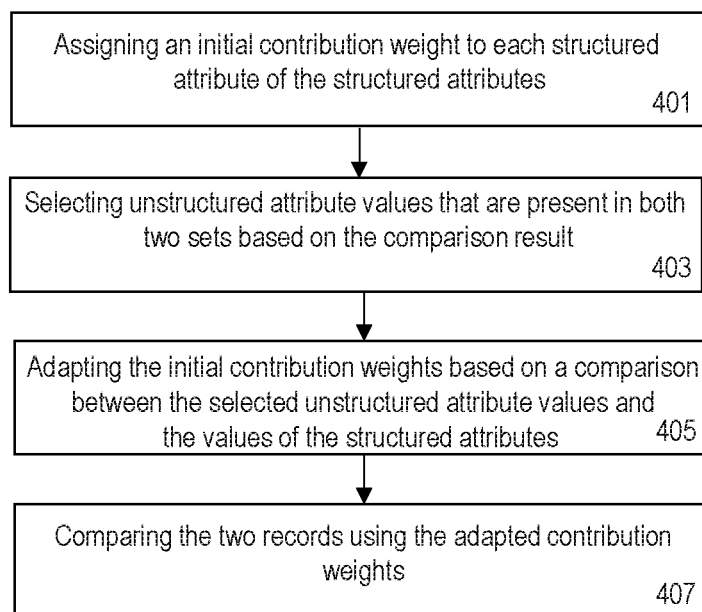 Assigning an initial contribution weight to each structured
attribute of the structured attributes
401
Selecting unstructured attribute values that are present in both
two sets based on the comparison result
403
Adapting the initial contribution weights based on a comparison
between the selected unstructured attribute values and
the values of the structured attributes
405
Comparing the two records using the adapted contribution
weights
407